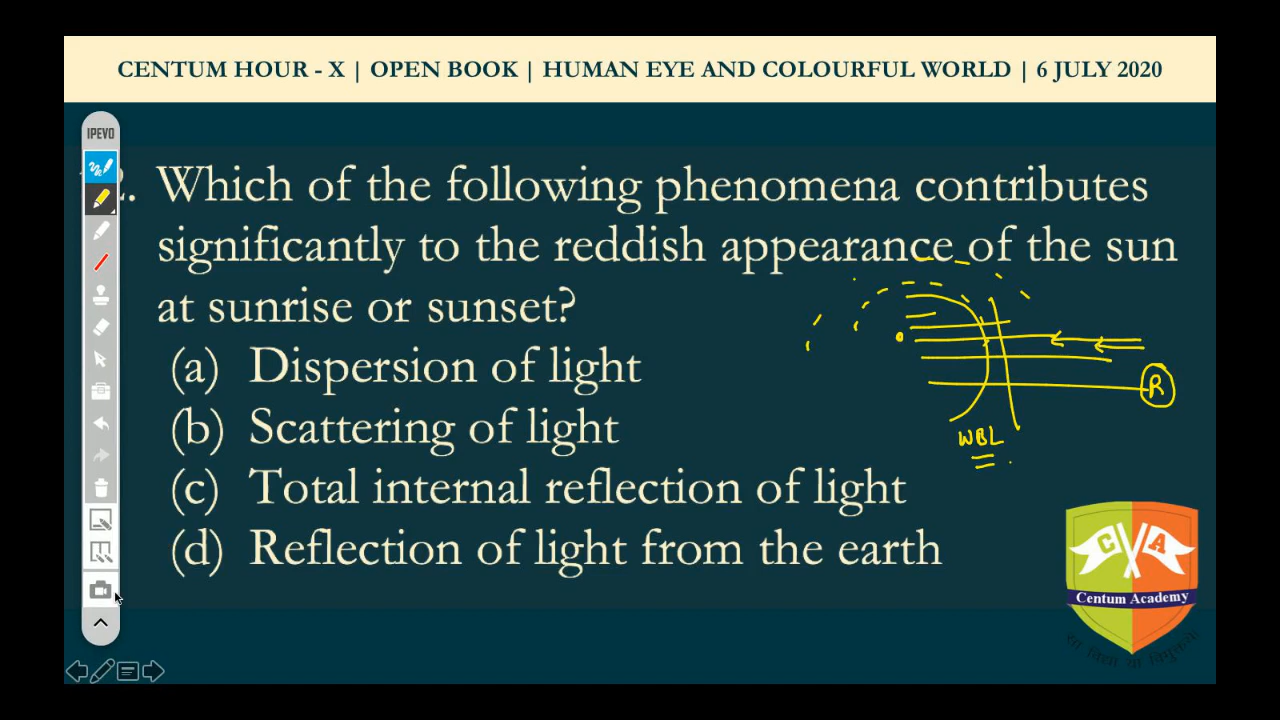 CENTUM HOUR - X | OPEN BOOK | HUMAN EYE AND COLOURFUL WORLD | 6 JULY 2020
IPEVO
2. Which of the following phenomena contributes
significantly to the reddish appearance of the sun
at sunrise or sunset?
(a) Dispersion of light
(b) Scattering of light
(c) Total internal reflection of light
(d) Reflection of light from the earth
R
WBL
C A
Centum Academy